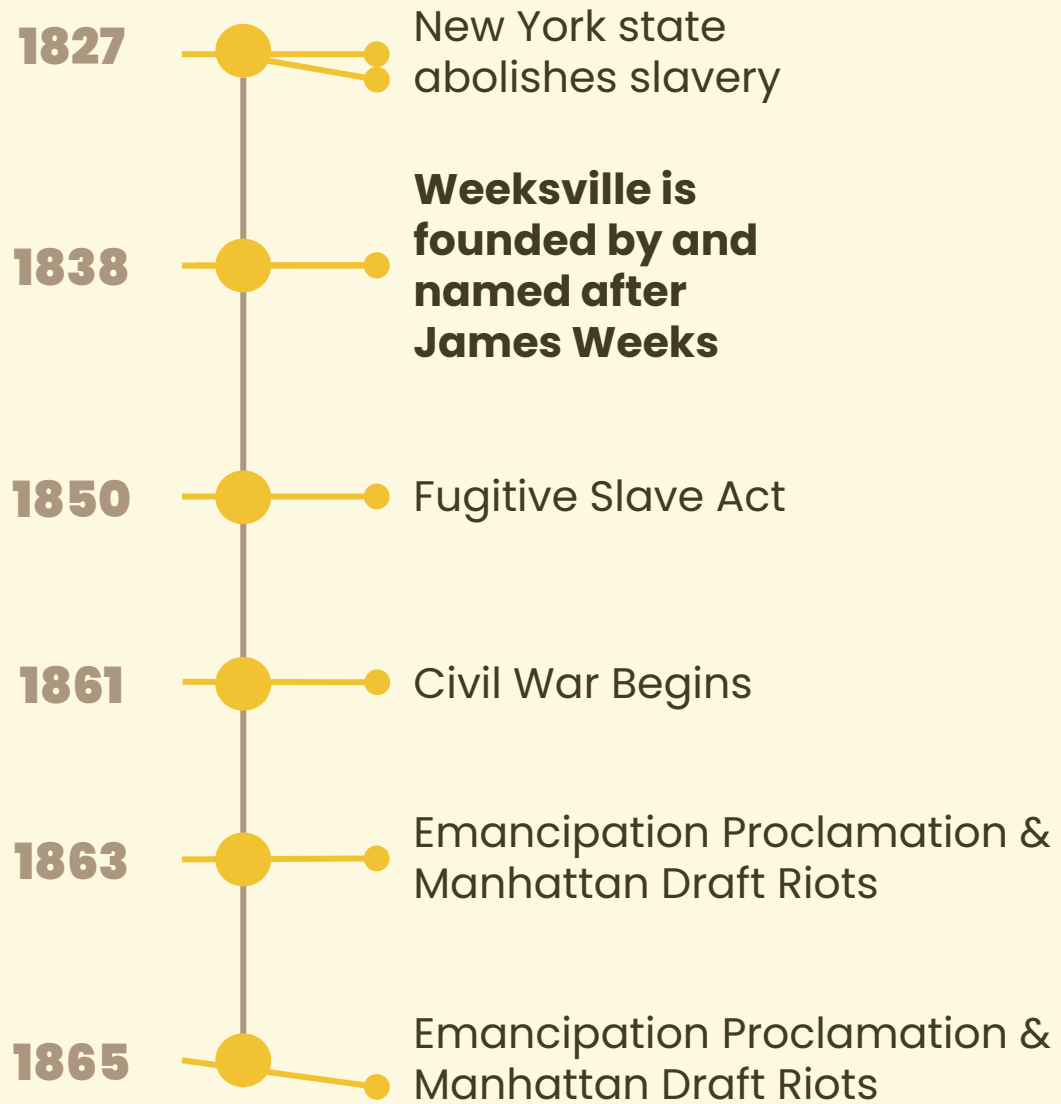 1827
New York state
abolishes slavery
1838
Weeksville is
founded by and
named after
James Weeks
1850
Fugitive Slave Act
1861
Civil War Begins
1863
Emancipation Proclamation &
Manhattan Draft Riots
1865
Emancipation Proclamation &
Manhattan Draft Riots